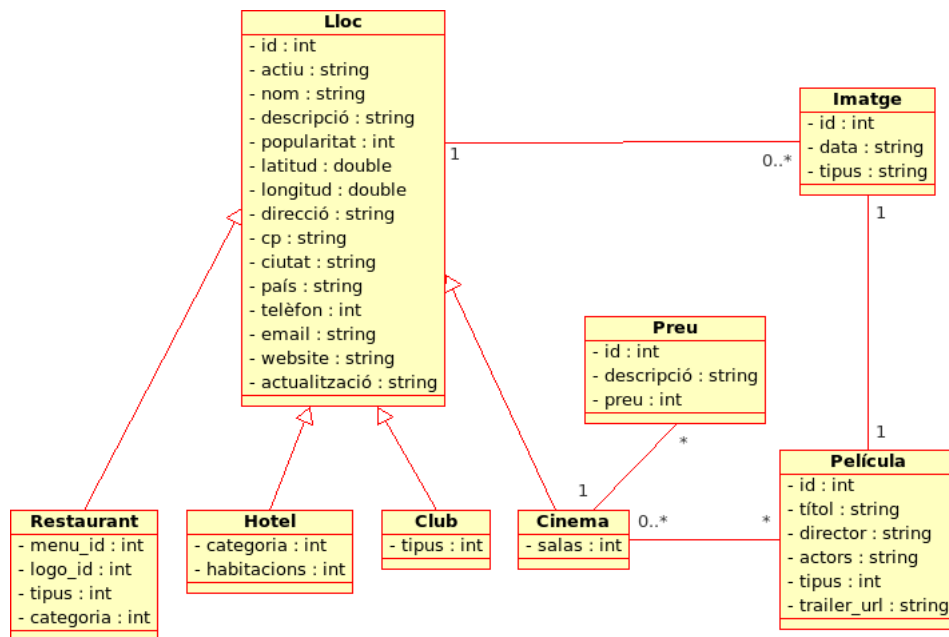 Lloc
- id : int
- actiu : string
- nom : string
- descripció : string
- popularitat : int
- latitud : double
- longitud : double
- direcció : string
- cp : string
- ciutat : string
- país : string
- telèfon : int
- email : string
- website : string
- actualització : string
1
0..*
Imatge
- id : int
- data : string
- tipus : string
1
1
Preu
- id : int
- descripció : string
- preu : int
*
1
Restaurant
- menu_id : int
- logo_id : int
- tipus : int
- categoria : int
Hotel
- categoria : int
- habitacions : int
Club
- tipus : int
Cinema
- salas : int
0..*
*
Película
- id : int
- títol : string
- director : string
- actors : string
- tipus : int
- trailer_url : string